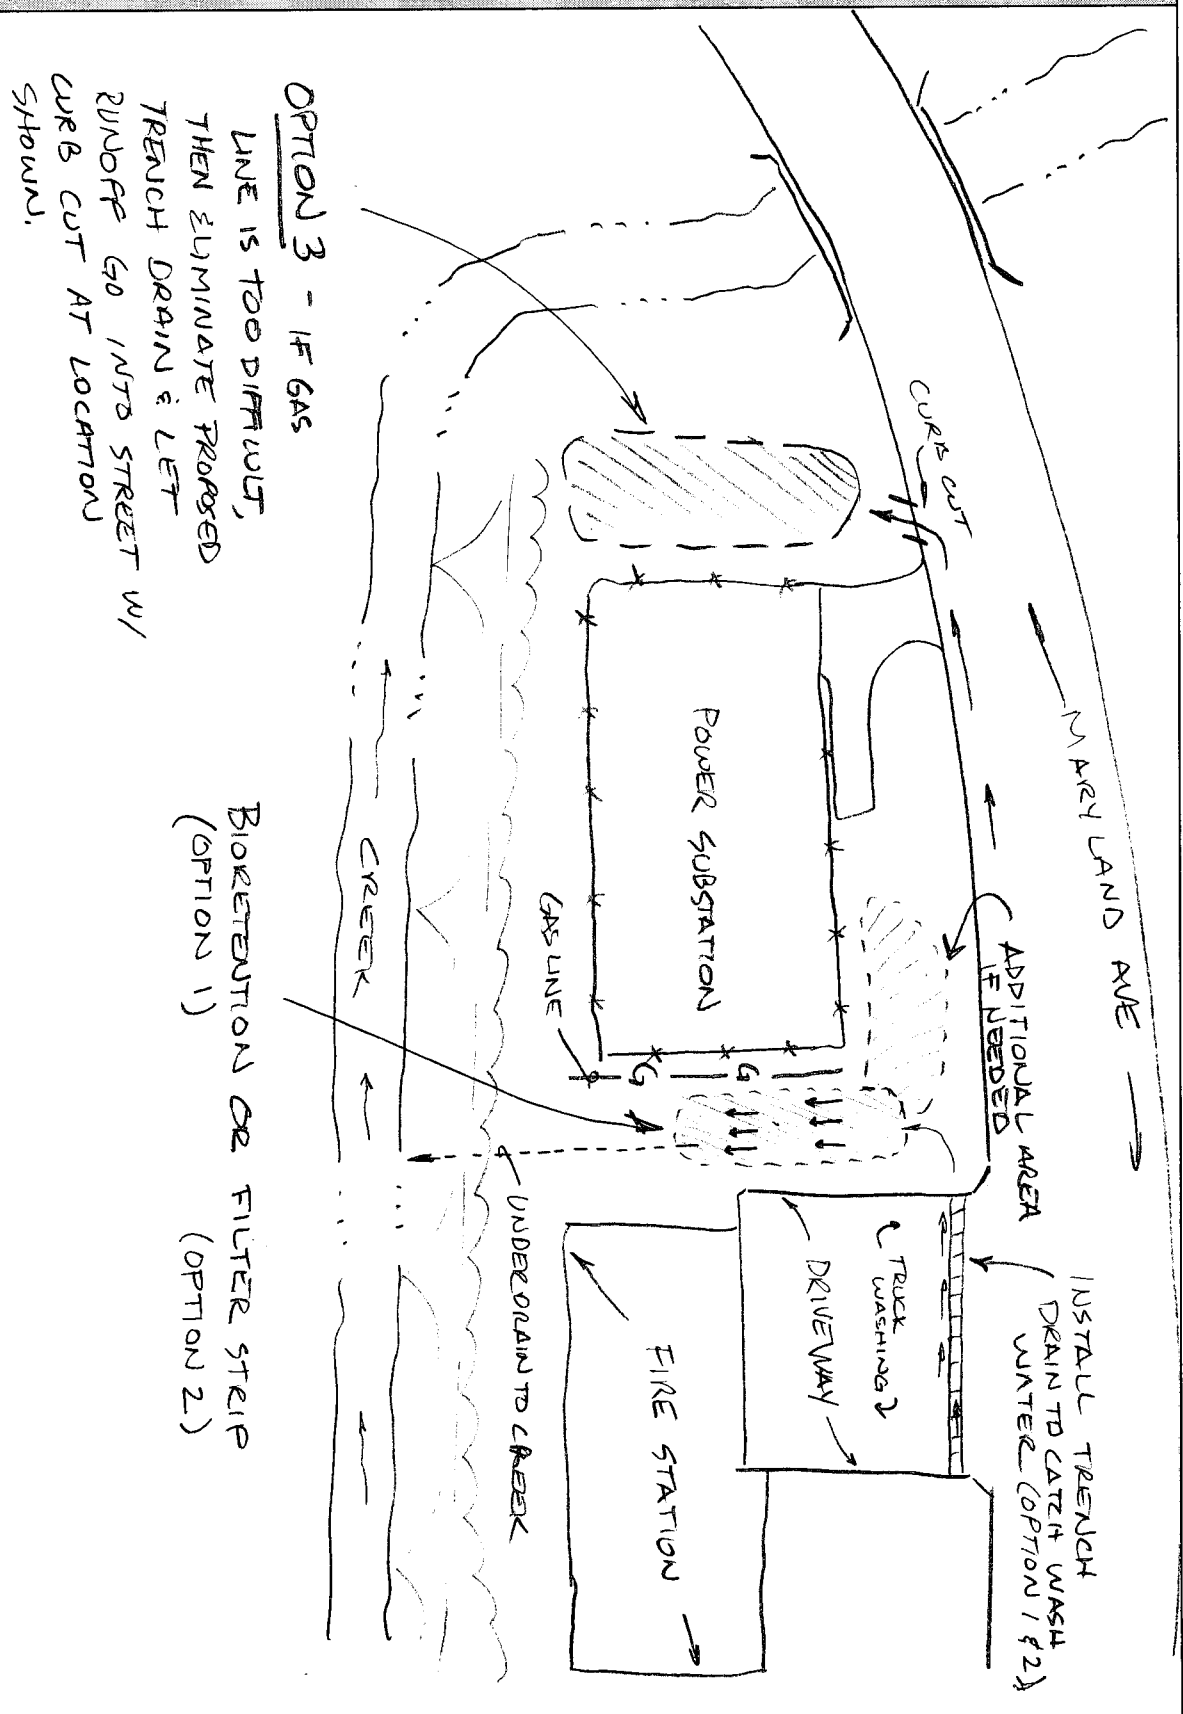 MARYLAND AVE
INSTALL TRENCH
DRAIN TO CATCH WASH
WATER (OPTION 1 & 2)
ADDITIONAL AREA
IF NEEDED
CURB CUT
TRUCK
WASHING
DRIVEWAY
POWER SUBSTATION
FIRE STATION
G
G
GAS LINE
UNDERDRAIN TO CREEK
CREEK
OPTION 3 - IF GAS
LINE IS TOO DIFFICULT,
THEN ELIMINATE PROPOSED
TRENCH DRAIN & LET
RUNOFF GO INTO STREET W/
CURB CUT AT LOCATION
SHOWN.
BIORETENTION OR FILTER STRIP
(OPTION 1)
(OPTION 2)